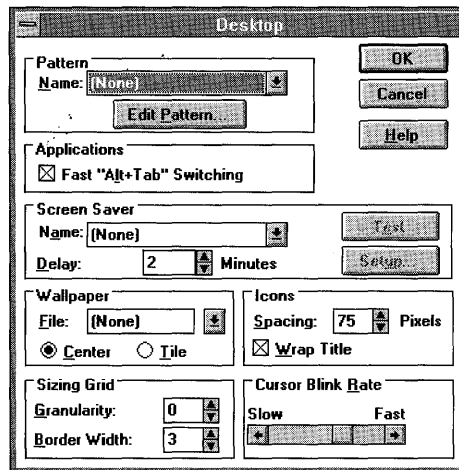 Desktop
Pattern
Name: (None)
Edit Pattern...
OK
Cancel
Help
Applications
Fast "Alt+Tab" Switching
Screen Saver
Name: (None)
Delay: 2 Minutes
Test
Setup...
Wallpaper
File: (None)
Center Tile
Icons
Spacing: 75 Pixels
Wrap Title
Sizing Grid
Granularity: 0
Border Width: 3
Cursor Blink Rate
Slow Fast